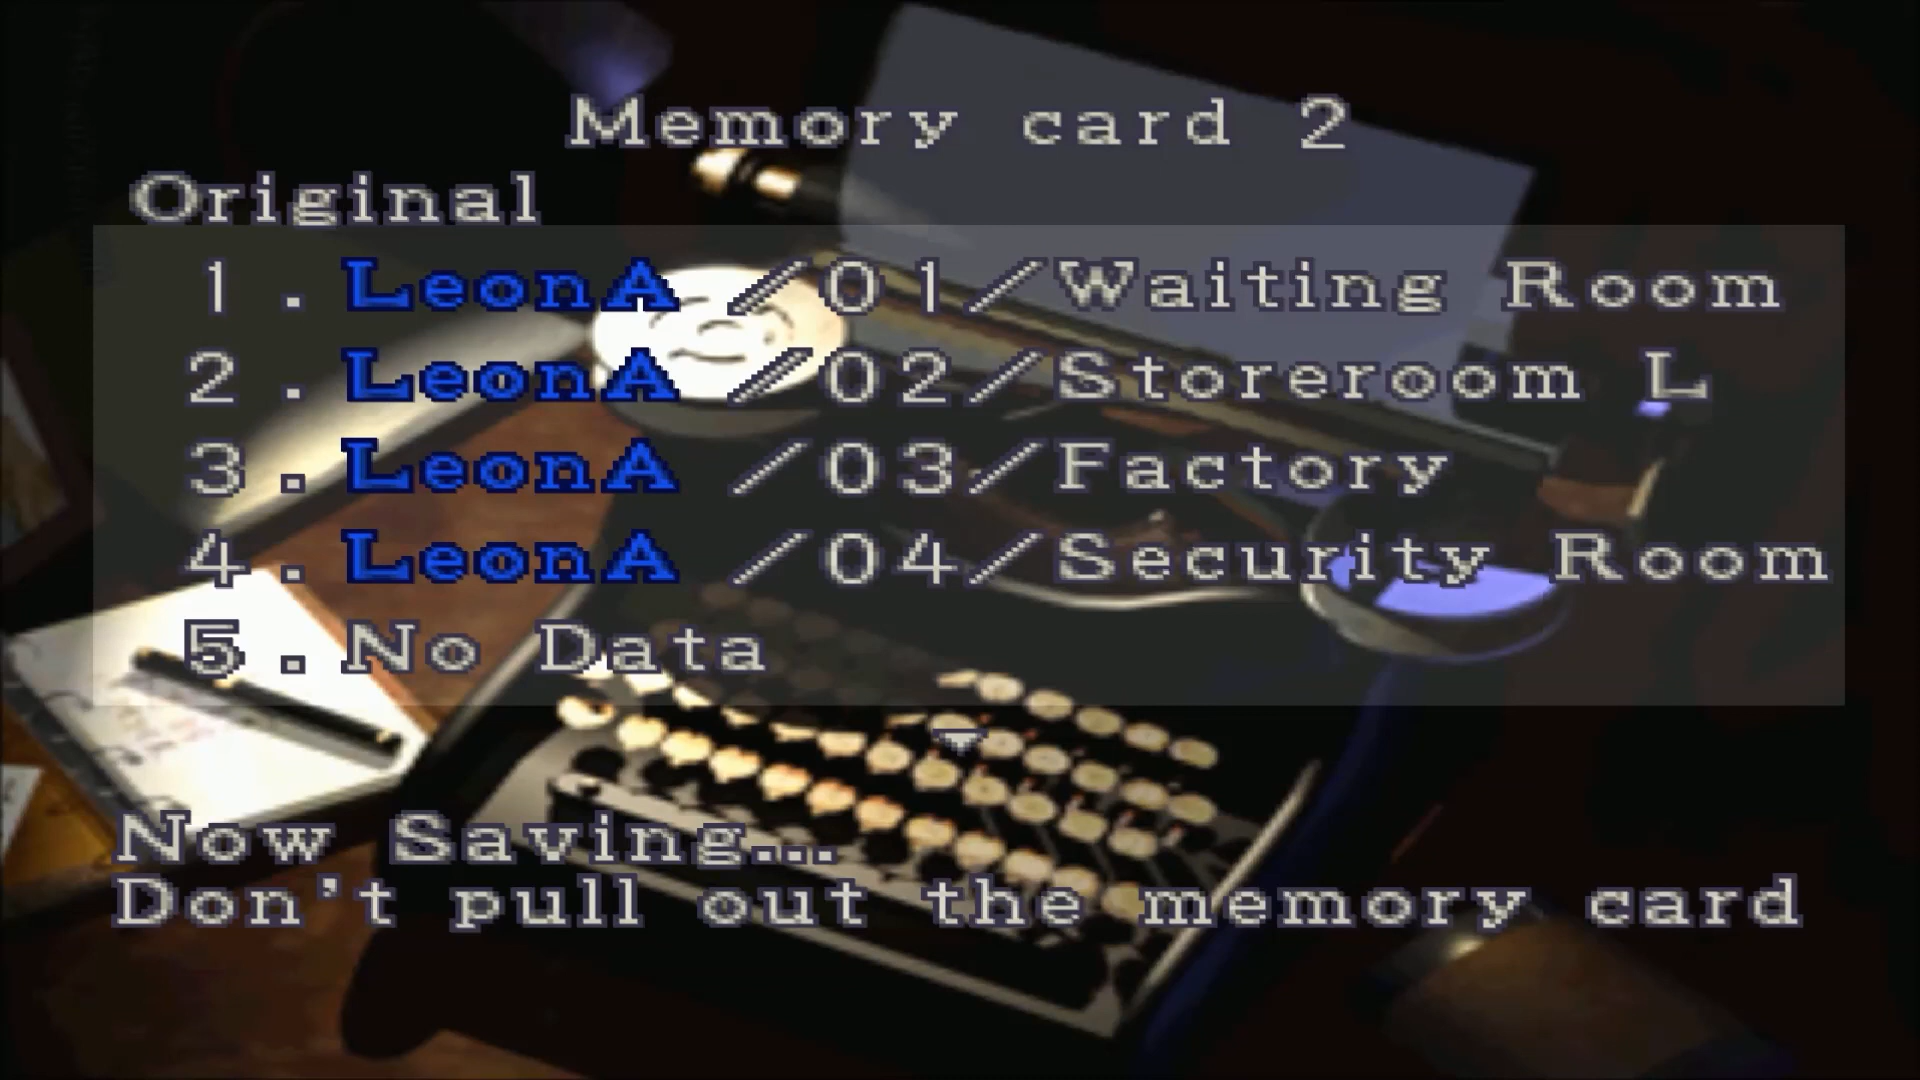 Memory card 2
Original
1. LeonA /01/Waiting Room
2. LeonA /02/Storeroom L
3. LeonA /03/Factory
4. LeonA /04/Security Room
5. No Data
Now Saving...
Don't pull out the memory card